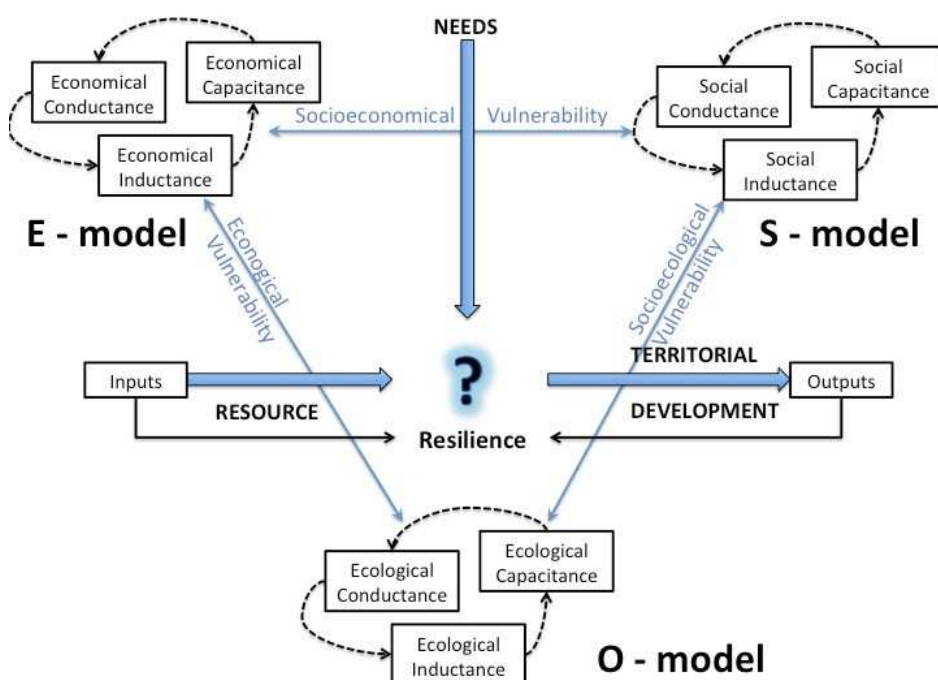 NEEDS
Economical
Conductance
Economical
Capacitance
Economical
Inductance
E - model
Socioeconomical Vulnerability
Social
Conductance
Social
Capacitance
Social
Inductance
S - model
Econogical
Vulnerability
Socioecological
Vulnerability
Inputs
RESOURCE
?
Resilience
TERRITORIAL
DEVELOPMENT
Outputs
Ecological
Conductance
Ecological
Capacitance
Ecological
Inductance
O - model